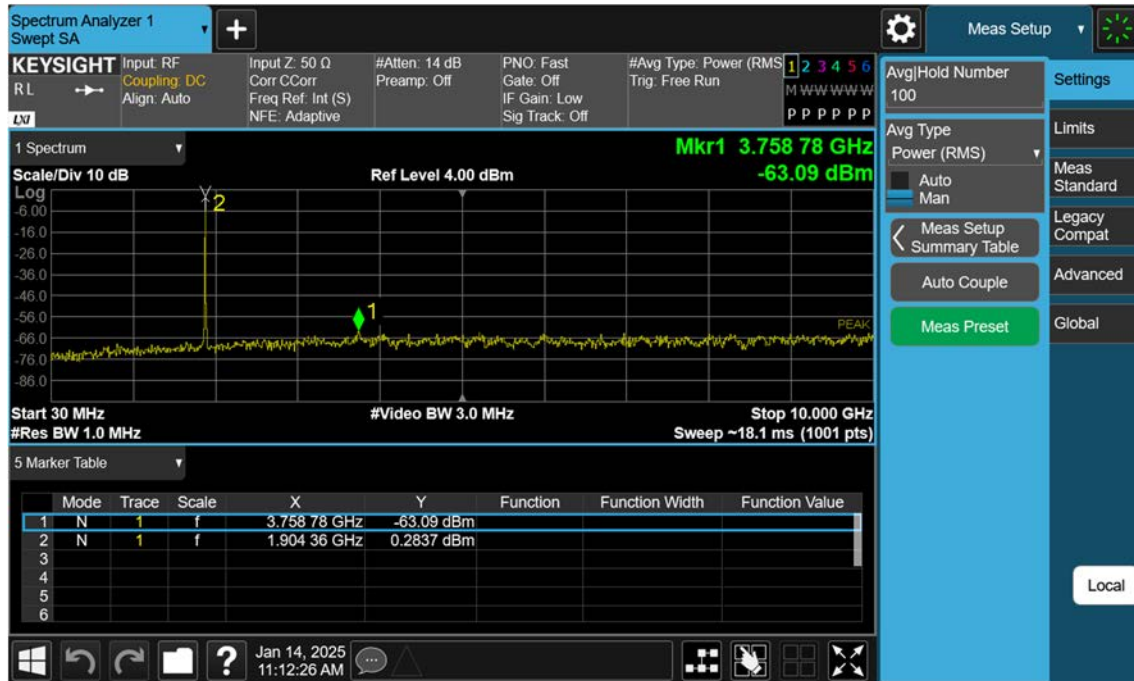 Spectrum Analyzer 1
Swept SA
+
Meas Setup
KEYSIGHT
R L
LXI
Input: RF
Coupling: DC
Align: Auto
Input Z: 50 Ω
Corr CCorr
Freq Ref: Int (S)
NFE: Adaptive
#Atten: 14 dB
Preamp: Off
PNO: Fast
Gate: Off
IF Gain: Low
Sig Track: Off
#Avg Type: Power (RMS)
Trig: Free Run
1 2 3 4 5 6
M W W W W W
P P P P P P
1 Spectrum
Mkr1 3.758 78 GHz
-63.09 dBm
Scale/Div 10 dB
Ref Level 4.00 dBm
Log
-6.00
-16.0
-26.0
-36.0
-46.0
-56.0
-66.0
-76.0
-86.0
2
1
PEAK
Start 30 MHz
#Video BW 3.0 MHz
Stop 10.000 GHz
#Res BW 1.0 MHz
Sweep ~18.1 ms (1001 pts)
5 Marker Table
Mode Trace Scale X Y Function Function Width Function Value
1 N 1 f 3.758 78 GHz -63.09 dBm
2 N 1 f 1.904 36 GHz 0.2837 dBm
3
4
5
6
?
Jan 14, 2025
11:12:26 AM
Avg|Hold Number
100
Avg Type
Power (RMS)
Auto
Man
Meas Setup
Summary Table
Auto Couple
Meas Preset
Settings
Limits
Meas
Standard
Legacy
Compat
Advanced
Global
Local